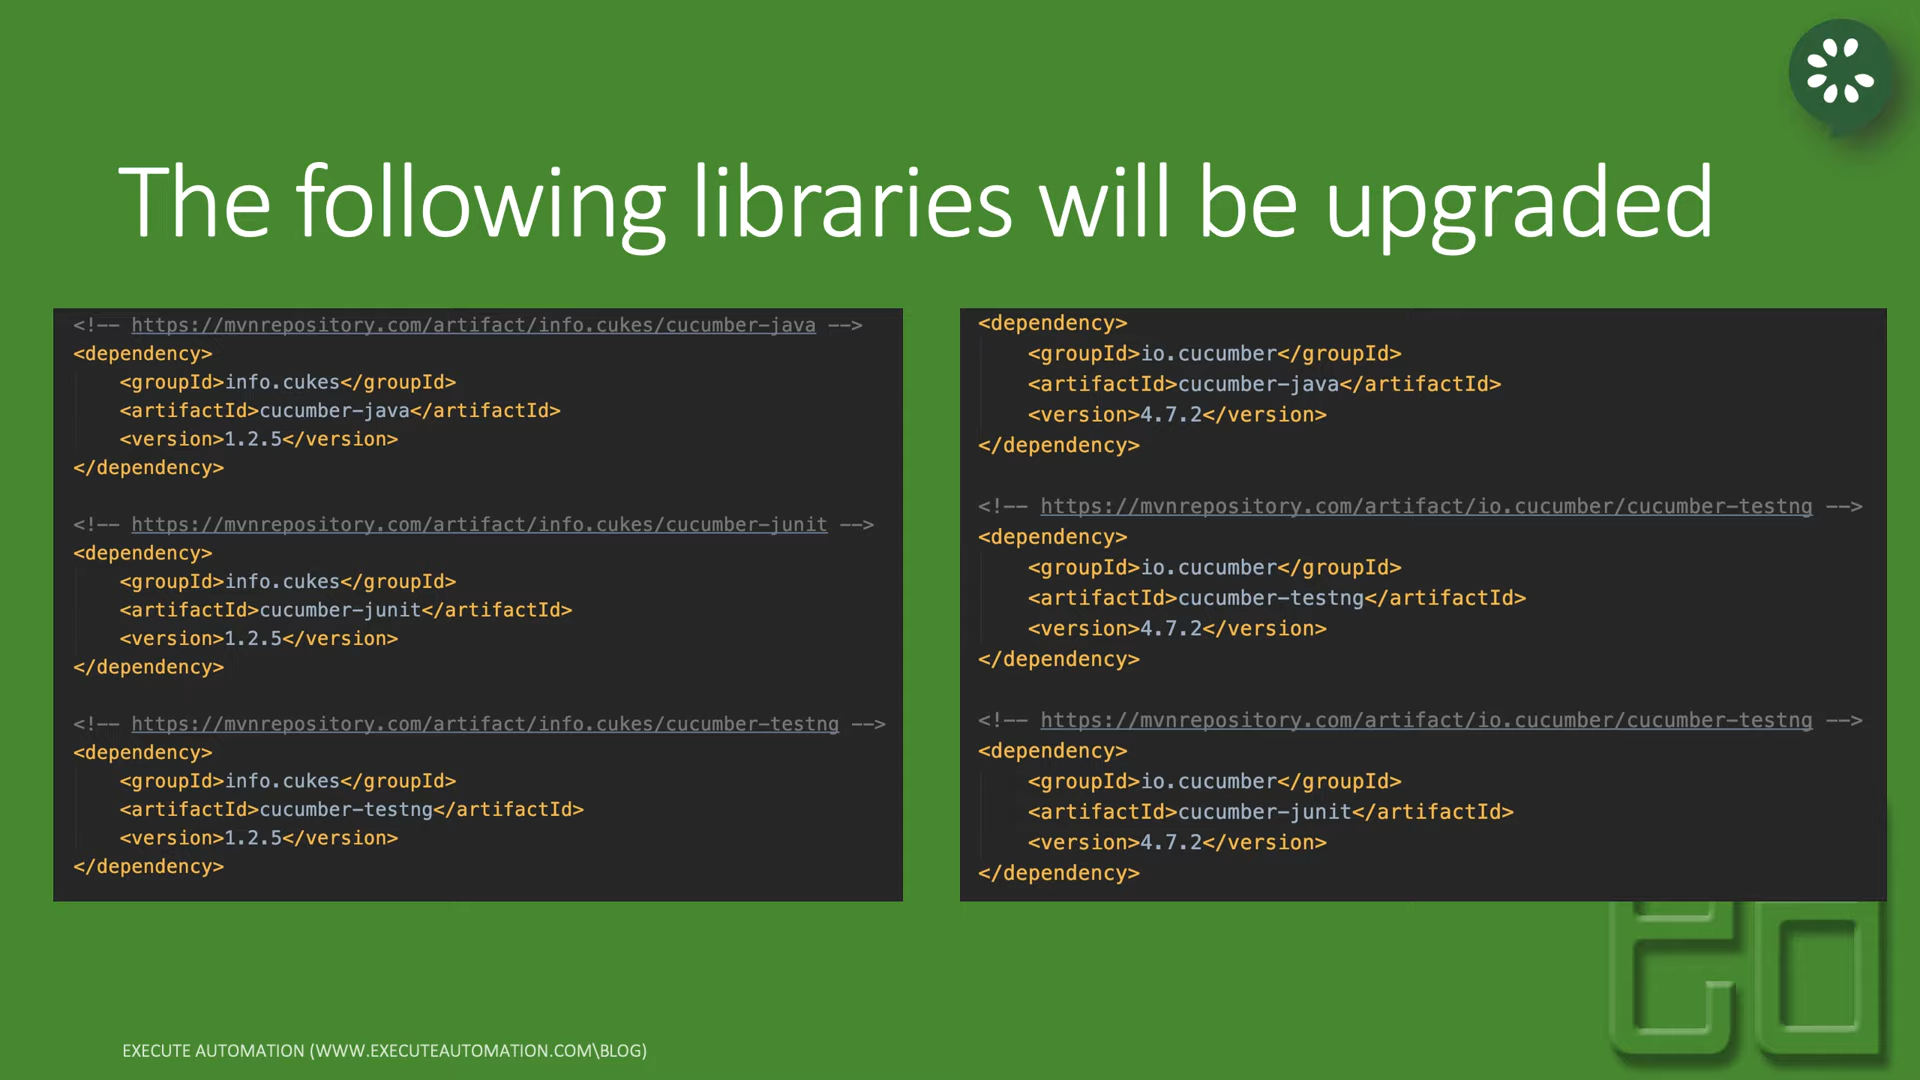 The following libraries will be upgraded
<!-- https://mvnrepository.com/artifact/info.cukes/cucumber-java -->
<dependency>
    <groupId>info.cukes</groupId>
    <artifactId>cucumber-java</artifactId>
    <version>1.2.5</version>
</dependency>

<!-- https://mvnrepository.com/artifact/info.cukes/cucumber-junit -->
<dependency>
    <groupId>info.cukes</groupId>
    <artifactId>cucumber-junit</artifactId>
    <version>1.2.5</version>
</dependency>

<!-- https://mvnrepository.com/artifact/info.cukes/cucumber-testng -->
<dependency>
    <groupId>info.cukes</groupId>
    <artifactId>cucumber-testng</artifactId>
    <version>1.2.5</version>
</dependency>

<dependency>
    <groupId>io.cucumber</groupId>
    <artifactId>cucumber-java</artifactId>
    <version>4.7.2</version>
</dependency>

<!-- https://mvnrepository.com/artifact/io.cucumber/cucumber-testng -->
<dependency>
    <groupId>io.cucumber</groupId>
    <artifactId>cucumber-testng</artifactId>
    <version>4.7.2</version>
</dependency>

<!-- https://mvnrepository.com/artifact/io.cucumber/cucumber-testng -->
<dependency>
    <groupId>io.cucumber</groupId>
    <artifactId>cucumber-junit</artifactId>
    <version>4.7.2</version>
</dependency>
ea
EXECUTE AUTOMATION (WWW.EXECUTEAUTOMATION.COM\BLOG)